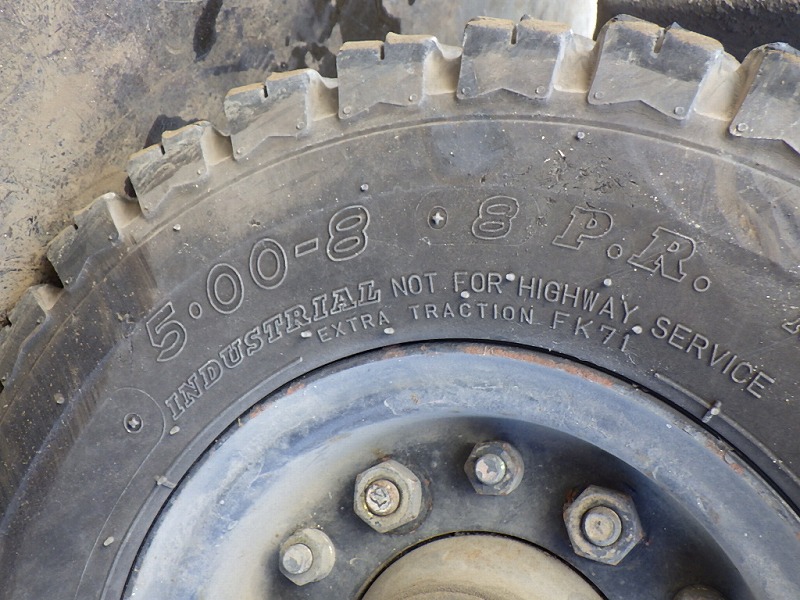 5.00-8 8 P.R.
INDUSTRIAL NOT FOR HIGHWAY SERVICE
EXTRA TRACTION FK71